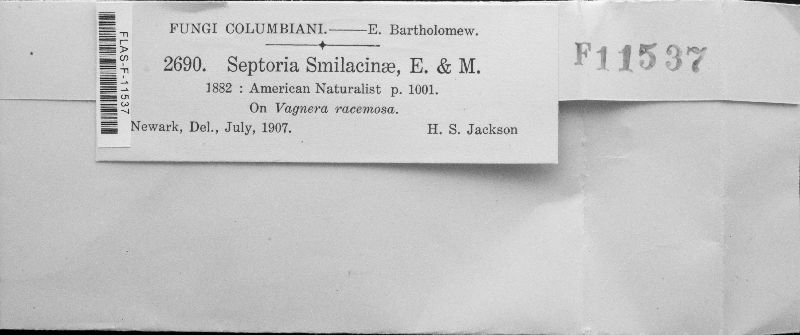 FUNGI COLUMBIANI.——E. Bartholomew.
2690. Septoria Smilacinæ, E. & M.
1882 : American Naturalist p. 1001.
On Vagnera racemosa.
Newark, Del., July, 1907. H. S. Jackson
FLAS-F-11537
F11537